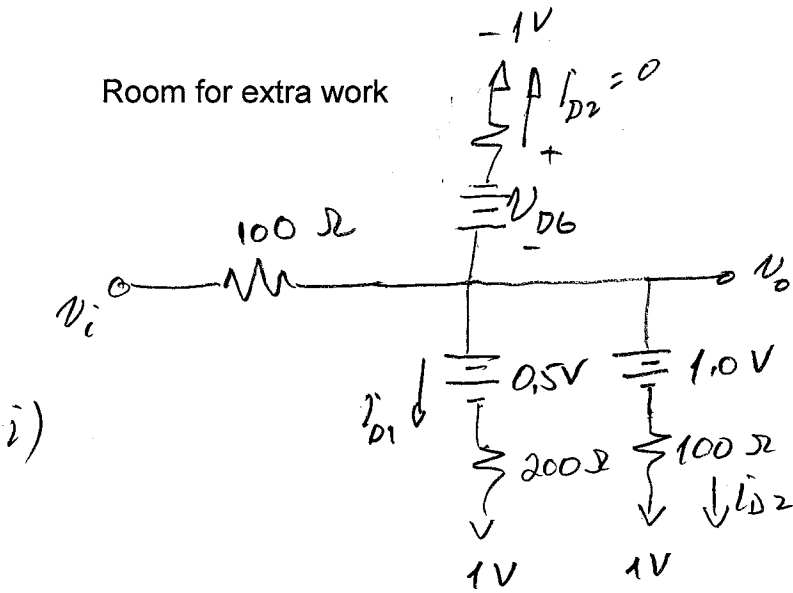 - 1V
Room for extra work
i_D2 = 0
+
V_D6
-
100 Ω
v_i
v_o
i_D1
0,5V
1,0 V
i)
200Ω
100 Ω
i_D2
1V
1V